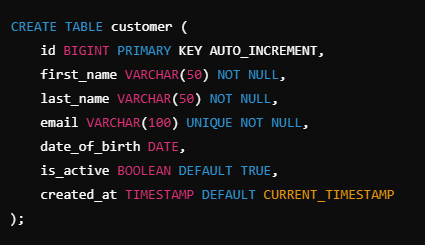 CREATE TABLE customer (
    id BIGINT PRIMARY KEY AUTO_INCREMENT,
    first_name VARCHAR(50) NOT NULL,
    last_name VARCHAR(50) NOT NULL,
    email VARCHAR(100) UNIQUE NOT NULL,
    date_of_birth DATE,
    is_active BOOLEAN DEFAULT TRUE,
    created_at TIMESTAMP DEFAULT CURRENT_TIMESTAMP
);